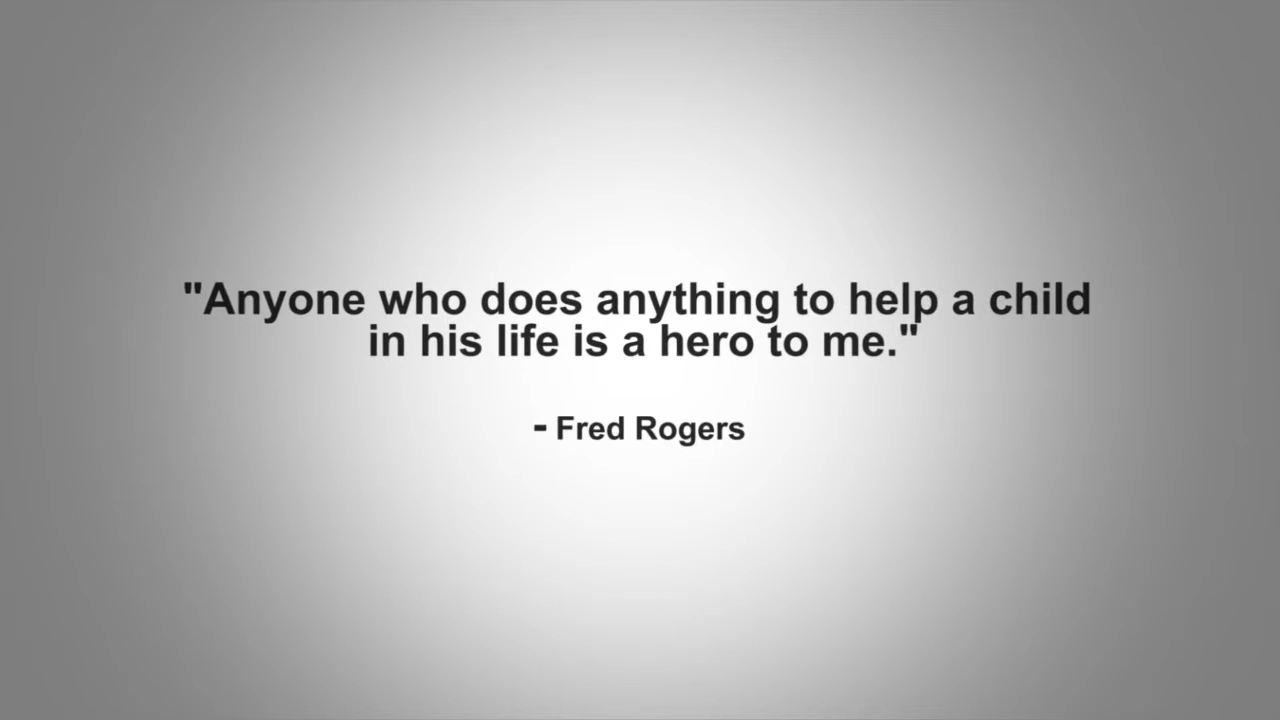 "Anyone who does anything to help a child
in his life is a hero to me."
- Fred Rogers